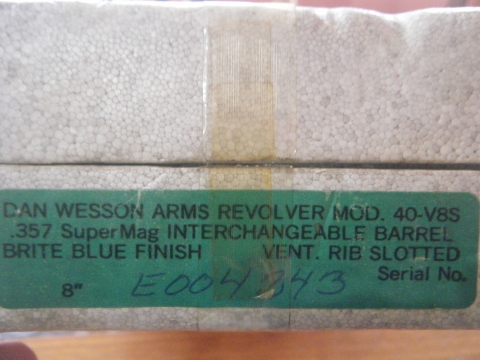 DAN WESSON ARMS REVOLVER MOD. 40-V8S
.357 SuperMag INTERCHANGEABLE BARREL
BRITE BLUE FINISH VENT. RIB SLOTTED
Serial No.
8"